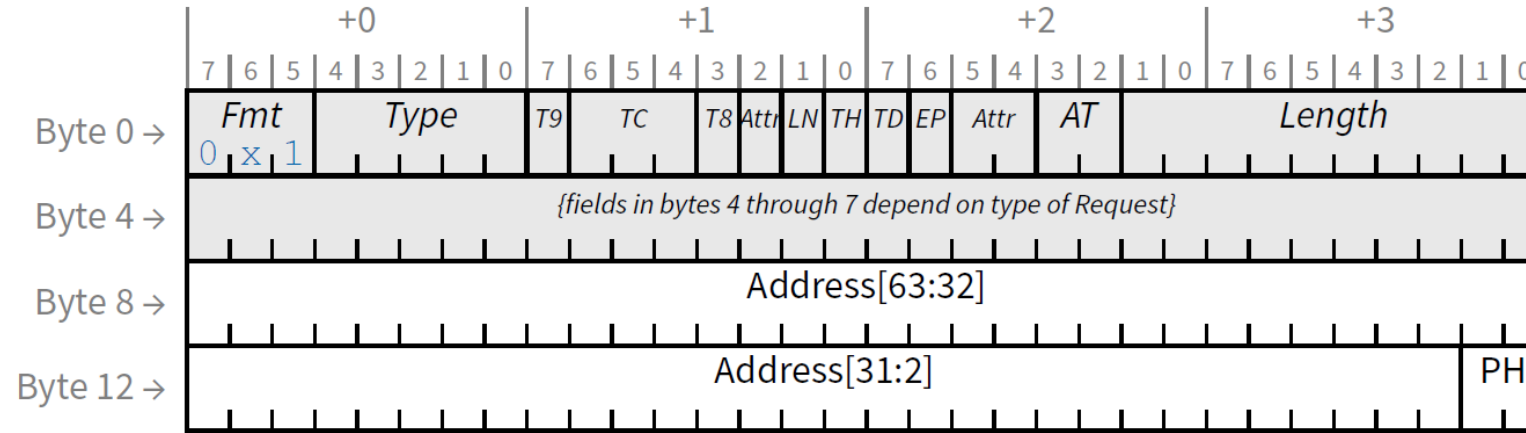 +0 +1 +2 +3
7 6 5 4 3 2 1 0 7 6 5 4 3 2 1 0 7 6 5 4 3 2 1 0 7 6 5 4 3 2 1 0
Byte 0 → Fmt Type T9 TC T8 Attr LN TH TD EP Attr AT Length
0 x 1
Byte 4 → {fields in bytes 4 through 7 depend on type of Request}
Byte 8 → Address[63:32]
Byte 12 → Address[31:2] PH